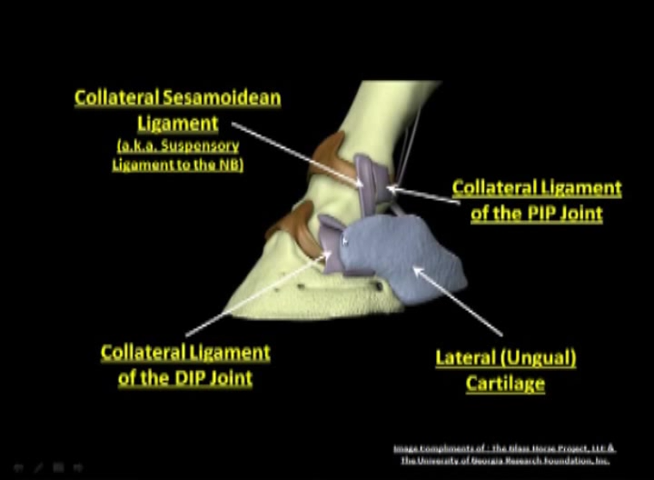 Collateral Sesamoidean
Ligament
(a.k.a. Suspensory
Ligament to the NB)
Collateral Ligament
of the PIP Joint
Collateral Ligament
of the DIP Joint
Lateral (Ungual)
Cartilage
Image Compliments of : The Glass Horse Project, LLC &
The University of Georgia Research Foundation, Inc.